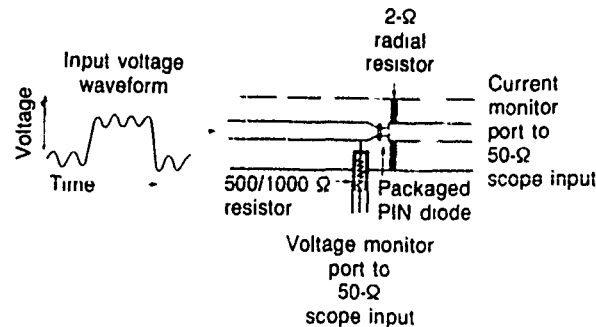 2-Ω
radial
resistor
Input voltage
waveform
Voltage
Time
Current
monitor
port to
50-Ω
scope input
500/1000 Ω
resistor
Packaged
PIN diode
Voltage monitor
port to
50-Ω
scope input